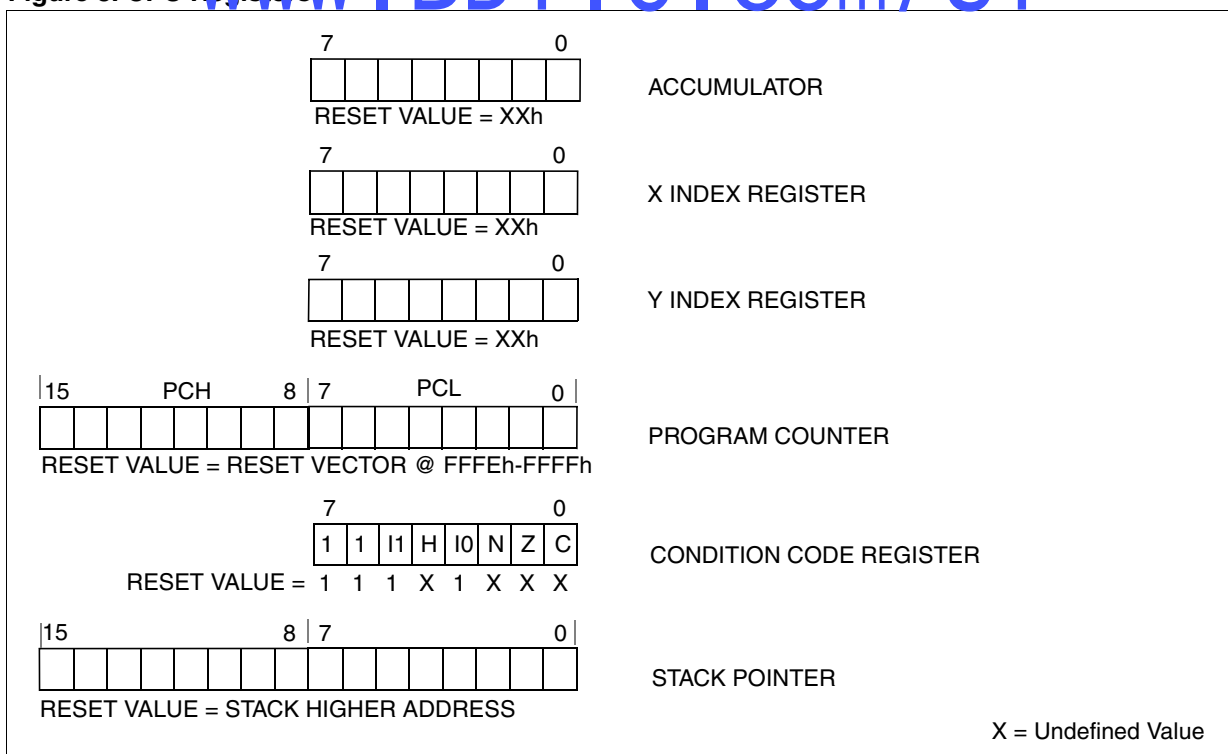 7 0
ACCUMULATOR
RESET VALUE = XXh
7 0
X INDEX REGISTER
RESET VALUE = XXh
7 0
Y INDEX REGISTER
RESET VALUE = XXh
15 PCH 8 7 PCL 0
PROGRAM COUNTER
RESET VALUE = RESET VECTOR @ FFFEh-FFFFh
7 0
1 1 I1 H I0 N Z C
CONDITION CODE REGISTER
RESET VALUE = 1 1 1 X 1 X X X
15 8 7 0
STACK POINTER
RESET VALUE = STACK HIGHER ADDRESS
X = Undefined Value